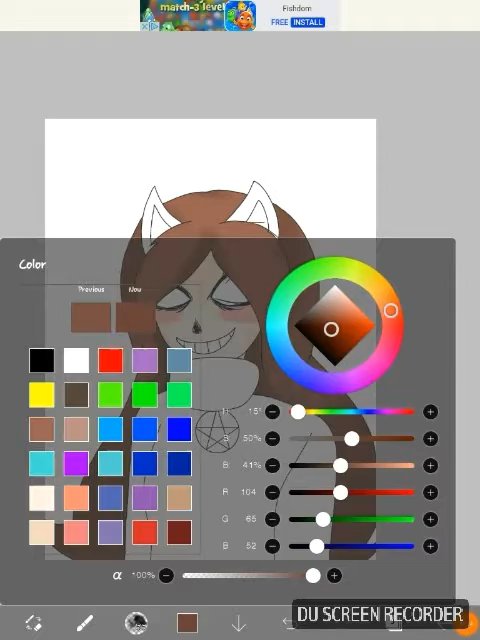 match-3 level
Fishdom
FREE INSTALL
Color
Previous Now
H 15°
S 50%
B 41%
R 104
G 65
B 52
α 100%
DU SCREEN RECORDER